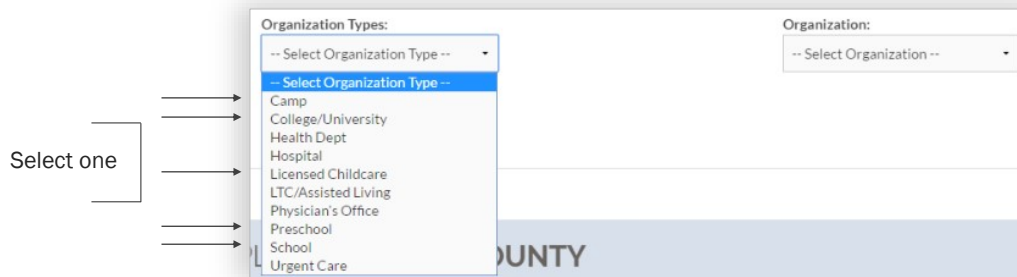 Organization Types:
Organization:
-- Select Organization Type --
-- Select Organization --
-- Select Organization Type --
Camp
College/University
Health Dept
Hospital
Licensed Childcare
LTC/Assisted Living
Physician's Office
Preschool
School
Urgent Care
Select one